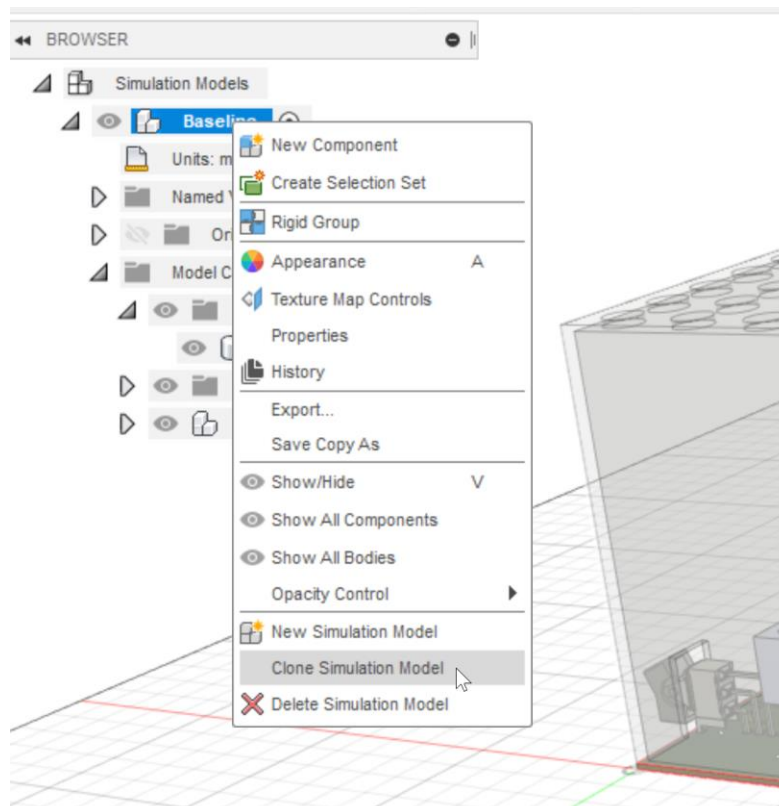 BROWSER
Simulation Models
Baseline
Units: m
Named
Ori
Model C
New Component
Create Selection Set
Rigid Group
Appearance A
Texture Map Controls
Properties
History
Export...
Save Copy As
Show/Hide V
Show All Components
Show All Bodies
Opacity Control
New Simulation Model
Clone Simulation Model
Delete Simulation Model